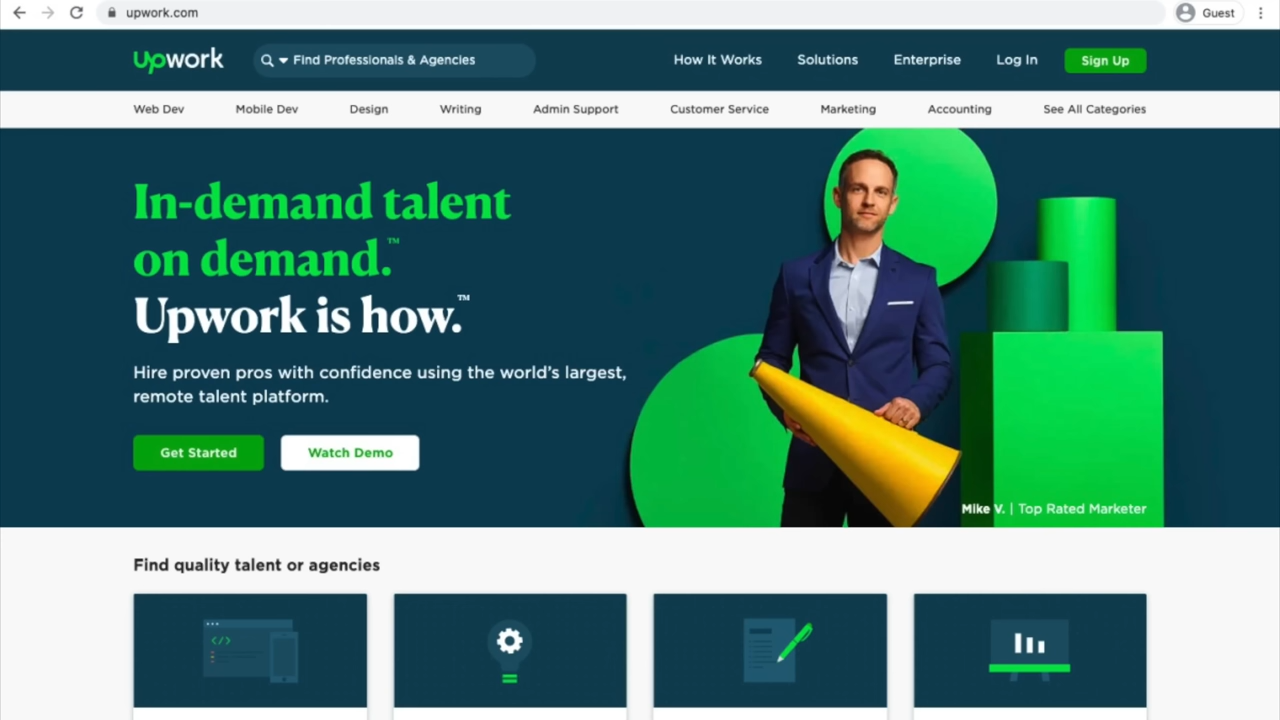 upwork.com
Guest
Upwork
Find Professionals & Agencies
How It Works
Solutions
Enterprise
Log In
Sign Up
Web Dev
Mobile Dev
Design
Writing
Admin Support
Customer Service
Marketing
Accounting
See All Categories
In-demand talent
on demand.™
Upwork is how.™
Hire proven pros with confidence using the world's largest,
remote talent platform.
Get Started
Watch Demo
Mike V. | Top Rated Marketer
Find quality talent or agencies
</>